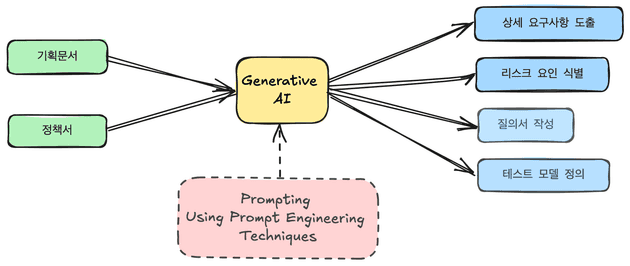 기획문서
정책서
Generative
AI
Prompting
Using Prompt Engineering
Techniques
상세 요구사항 도출
리스크 요인 식별
질의서 작성
테스트 모델 정의